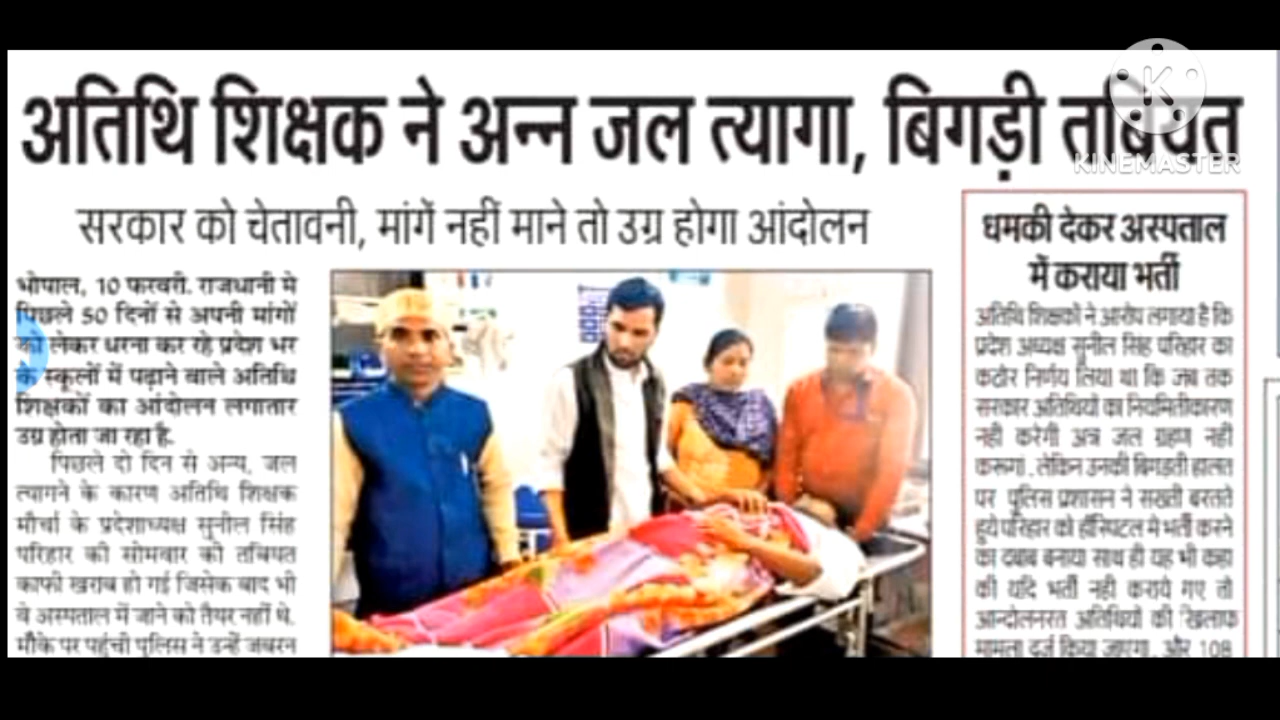 अतिथि शिक्षक ने अन्न जल त्यागा, बिगड़ी तबियत
KINEMASTER
सरकार को चेतावनी, मांगें नहीं माने तो उग्र होगा आंदोलन
भोपाल, 10 फरवरी. राजधानी मे
पिछले 50 दिनों से अपनी मांगों
को लेकर धरना कर रहे प्रदेश भर
के स्कूलों में पढ़ाने वाले अतिथि
शिक्षकों का आंदोलन लगातार
उग्र होता जा रहा है.
पिछले दो दिन से अन्य, जल
त्यागने के कारण अतिथि शिक्षक
मौर्चा के प्रदेशाध्यक्ष सुनील सिंह
परिहार की सोमवार को तबियत
काफी खराब हो गई जिसेक बाद भी
वे अस्पताल में जाने को तैयर नहीं थे.
मौके पर पहुंची पुलिस ने उन्हें जबरन
धमकी देकर अस्पताल
में कराया भर्ती
अतिथि शिक्षकों ने आरोप लगाया है कि
प्रदेश अध्यक्ष सुनील सिंह परिहार का
कठोर निर्णय लिया था कि जब तक
सरकार अतिथियों का नियमितीकरण
नही करेगी अन्न जल ग्रहण नही
करूगां. लेकिन उनकी बिगडती हालत
पर पुलिस प्रशासन ने सख्ती बरतते
हुये परिहार को हॉस्पिटल मे भर्ती करने
का दबाब बनाया साथ ही यह भी कहा
की यदि भर्ती नही कराये गए तो
आन्दोलनरत अतिथियों की खिलाफ
मामला दर्ज किया जाएगा. और 108